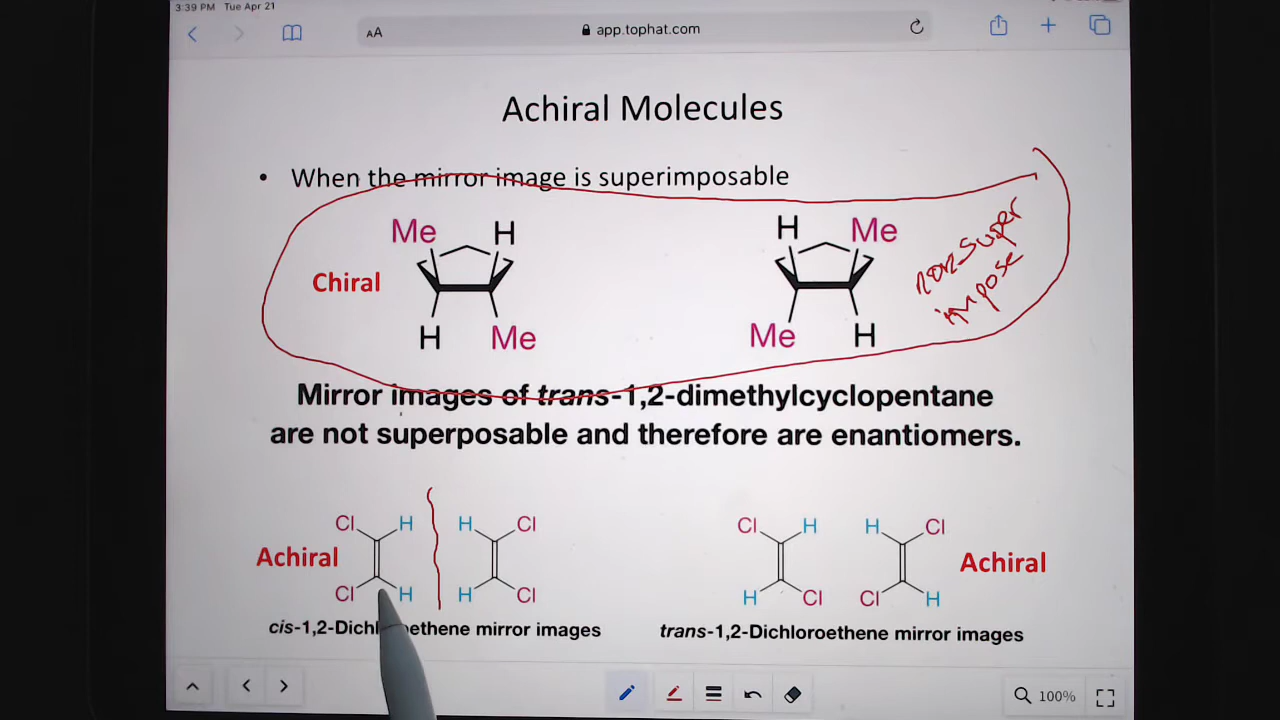 3:39 PM Tue Apr 21
AA
app.tophat.com
Achiral Molecules
• When the mirror image is superimposable
Me H
H Me
Chiral
H Me
Me H
non super
impose
Mirror images of trans-1,2-dimethylcyclopentane
are not superposable and therefore are enantiomers.
Cl H H Cl
Cl H H Cl
Achiral
Achiral
Cl H H Cl
H Cl Cl H
cis-1,2-Dichl oethene mirror images
trans-1,2-Dichloroethene mirror images
100%